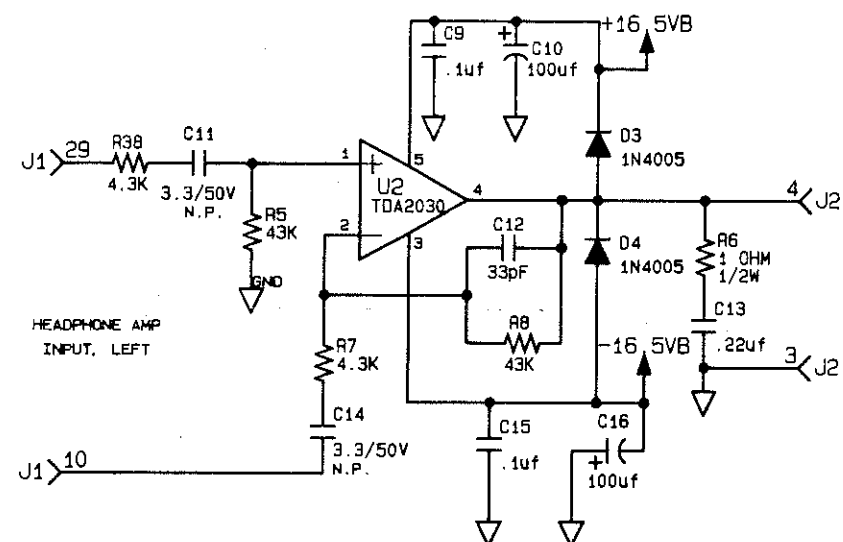 C9
.1uf
+
C10
100uf
+16.5VB
D3
1N4005
J1 29
R38
4.3K
C11
3.3/50V
N.P.
R5
43K
GND
1
+
5
U2
TDA2030
4
2
-
3
C12
33pF
R8
43K
D4
1N4005
4 J2
R6
1 OHM
1/2W
C13
.22uf
3 J2
-16.5VB
HEADPHONE AMP
INPUT, LEFT
R7
4.3K
C14
3.3/50V
N.P.
J1 10
C15
.1uf
C16
+
100uf